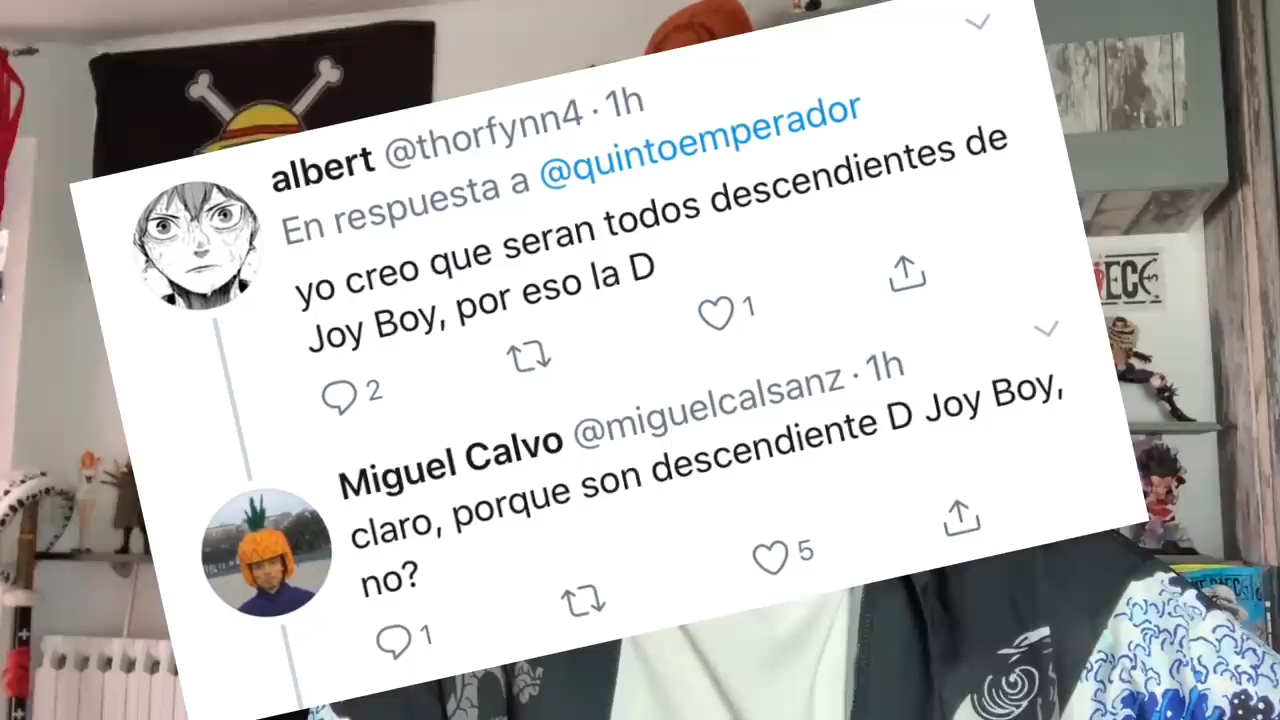 albert @thorfynn4 · 1h
En respuesta a @quintoemperador
yo creo que seran todos descendientes de
Joy Boy, por eso la D
2
1
Miguel Calvo @miguelcalsanz · 1h
claro, porque son descendiente D Joy Boy,
no?
1
5